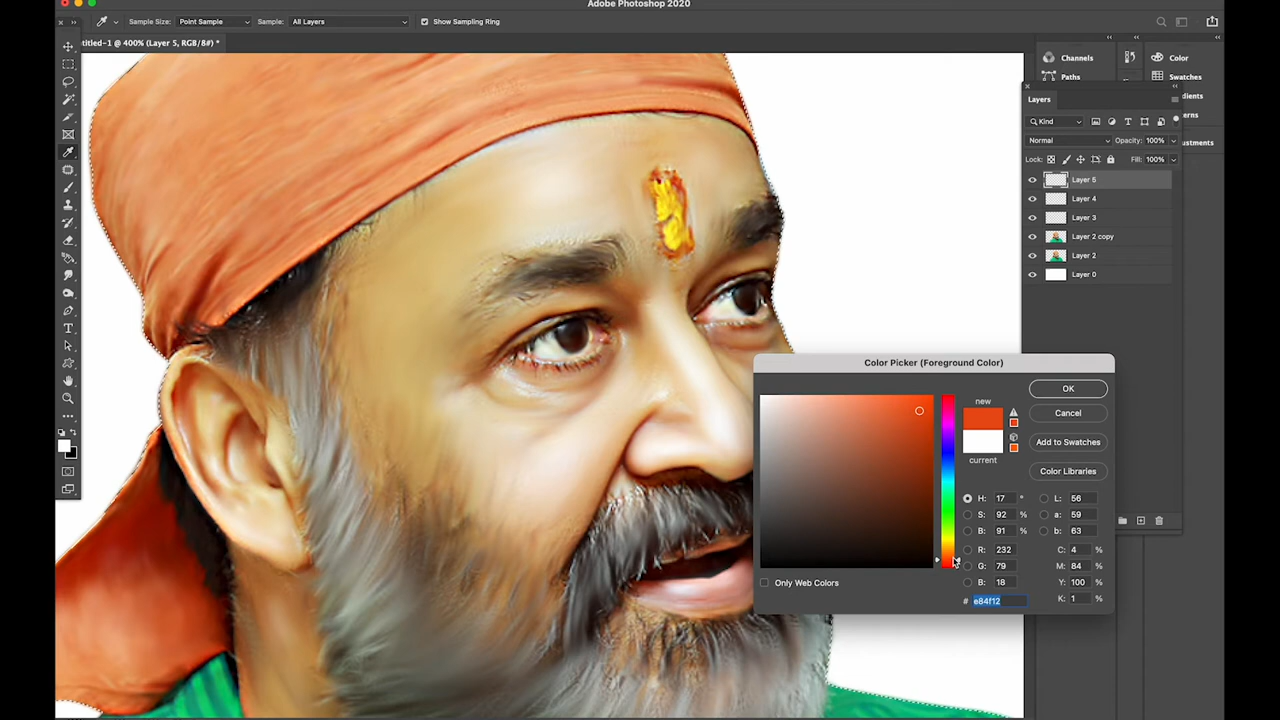 Adobe Photoshop 2020
Sample Size: Point Sample Sample: All Layers Show Sampling Ring
ntitled-1 @ 400% (Layer 5, RGB/8#) *
Channels
Color
Paths
Swatches
Layers
Kind
Normal
Opacity: 100%
Lock:
Fill: 100%
Layer 5
Layer 4
Layer 3
Layer 2 copy
Layer 2
Layer 0
Color Picker (Foreground Color)
new
current
OK
Cancel
Add to Swatches
Color Libraries
H: 17 °
L: 56
S: 92 %
a: 59
B: 91 %
b: 63
R: 232
C: 4 %
G: 79
M: 84 %
B: 18
Y: 100 %
# e84f12
K: 1 %
Only Web Colors